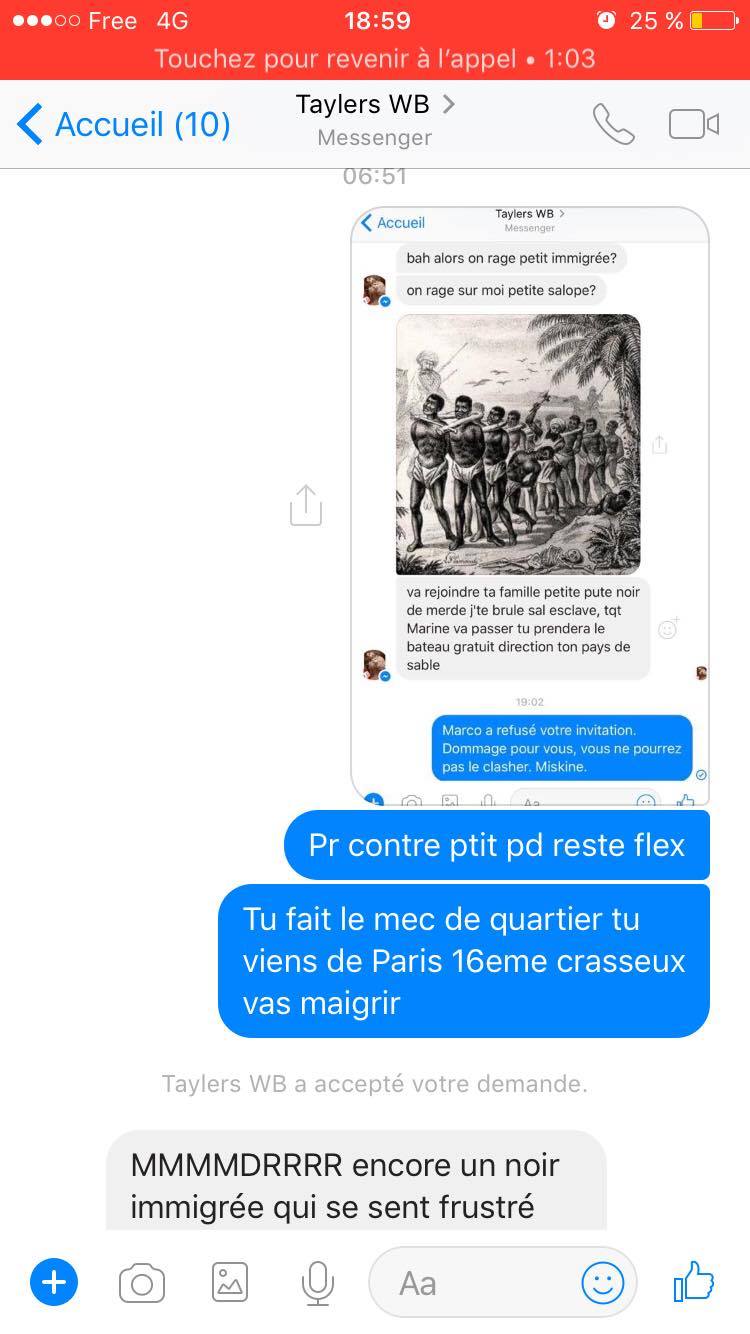 Free 4G 18:59 25 %
Touchez pour revenir à l'appel • 1:03
Accueil (10) Taylers WB
Messenger
06:51
Accueil Taylers WB
Messenger
bah alors on rage petit immigrée?
on rage sur moi petite salope?
va rejoindre ta famille petite pute noir
de merde j'te brule sal esclave, tqt
Marine va passer tu prendera le
bateau gratuit direction ton pays de
sable
19:02
Marco a refusé votre invitation.
Dommage pour vous, vous ne pourrez
pas le clasher. Miskine.
Aa
Pr contre ptit pd reste flex
Tu fait le mec de quartier tu
viens de Paris 16eme crasseux
vas maigrir
Taylers WB a accepté votre demande.
MMMMDRRRR encore un noir
immigrée qui se sent frustré
Aa